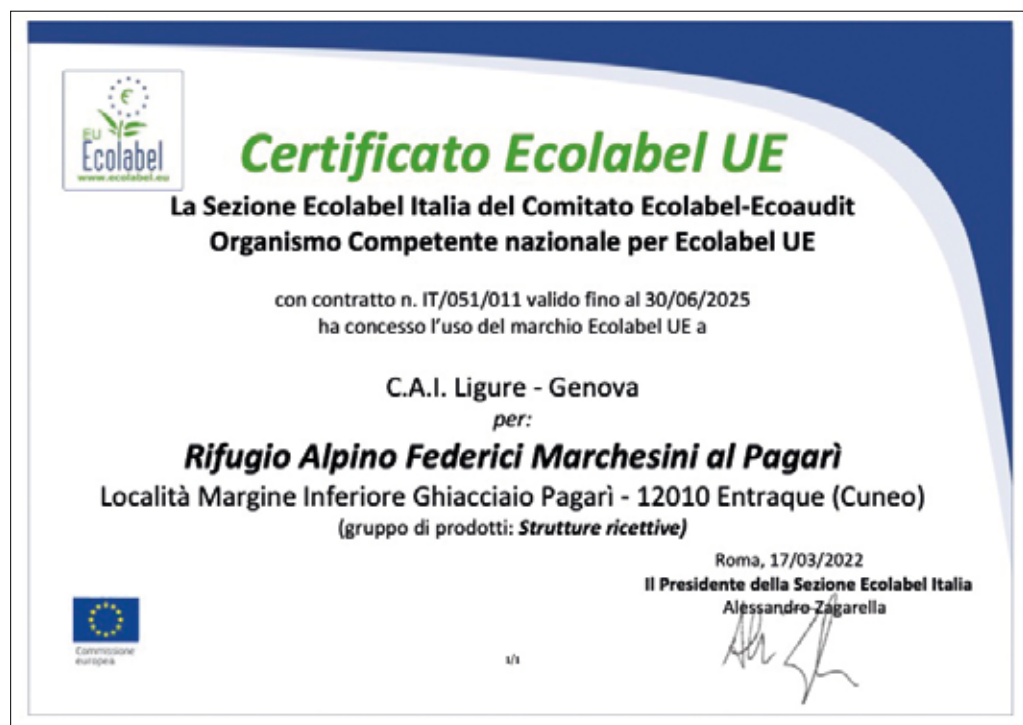 EU
Ecolabel
www.ecolabel.eu
Certificato Ecolabel UE
La Sezione Ecolabel Italia del Comitato Ecolabel-Ecoaudit
Organismo Competente nazionale per Ecolabel UE
con contratto n. IT/051/011 valido fino al 30/06/2025
ha concesso l'uso del marchio Ecolabel UE a
C.A.I. Ligure - Genova
per:
Rifugio Alpino Federici Marchesini al Pagarì
Località Margine Inferiore Ghiacciaio Pagarì - 12010 Entraque (Cuneo)
(gruppo di prodotti: Strutture ricettive)
Roma, 17/03/2022
Il Presidente della Sezione Ecolabel Italia
Alessandro Zagarella
Commissione
europea
1/1